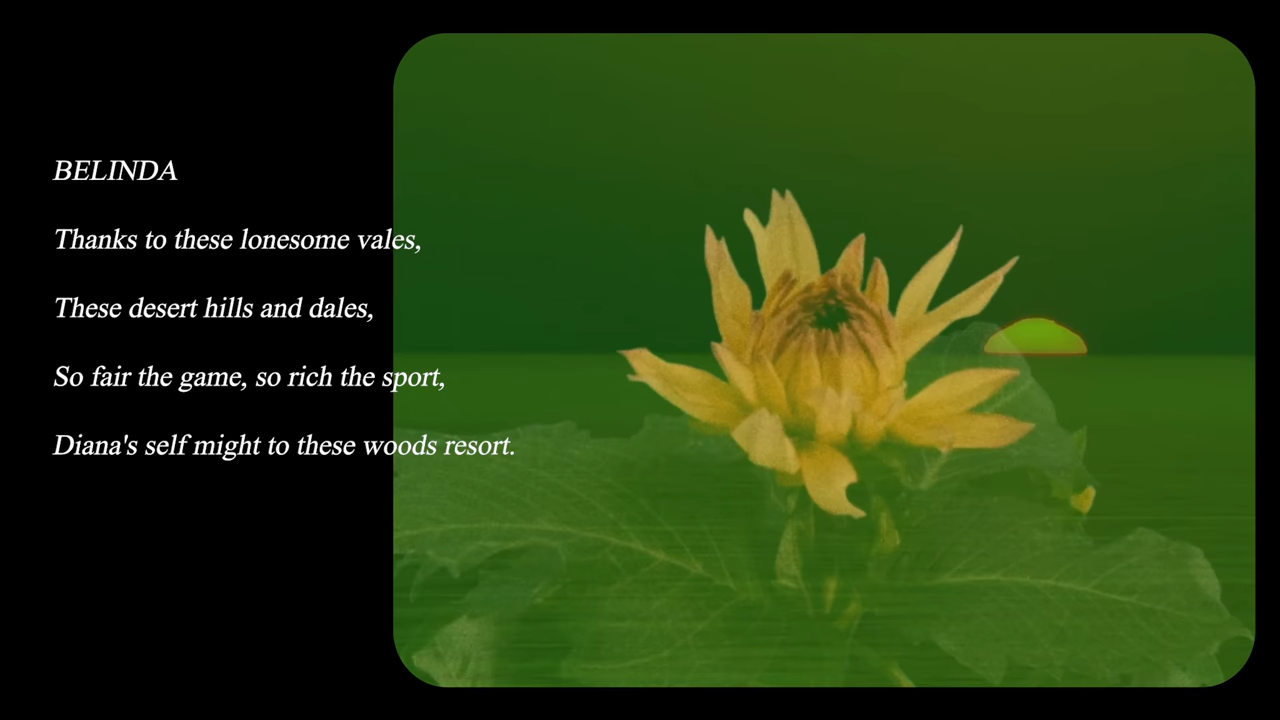 BELINDA
Thanks to these lonesome vales,
These desert hills and dales,
So fair the game, so rich the sport,
Diana's self might to these woods resort.